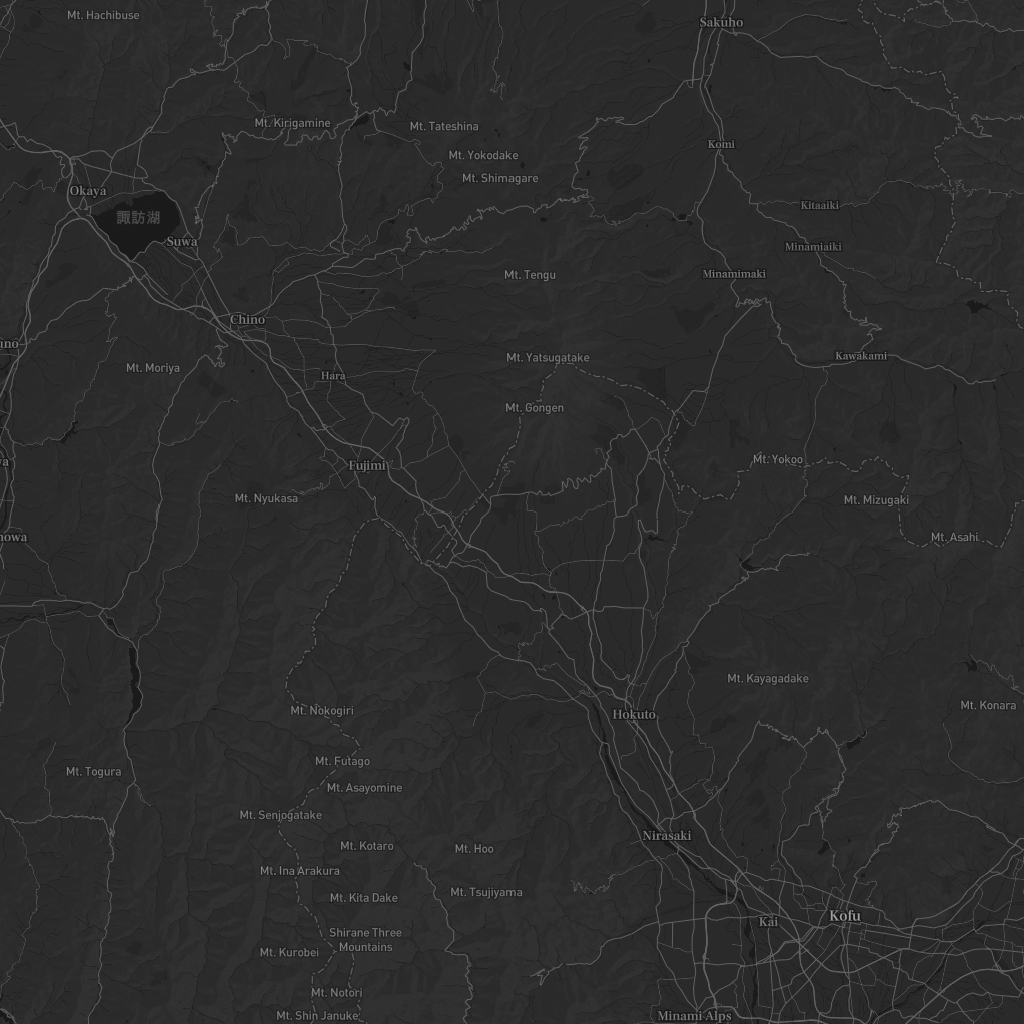 Mt. Hachibuse
Sakuho
Mt. Kirigamine
Mt. Tateshina
Komi
Mt. Yokodake
Mt. Shimagare
Okaya
Kitaaiki
諏訪湖
Suwa
Minamiaiki
Minamimaki
Mt. Tengu
Chino
ino
Kawakami
Mt. Yatsugatake
Mt. Moriya
Hara
Mt. Gongen
wa
Fujimi
Mt. Yokoo
Mt. Nyukasa
Mt. Mizugaki
nowa
Mt. Asahi
Mt. Kayagadake
Mt. Konara
Mt. Nokogiri
Hokuto
Mt. Futago
Mt. Togura
Mt. Asayomine
Mt. Senjogatake
Nirasaki
Mt. Kotaro
Mt. Hoo
Mt. Ina Arakura
Mt. Kita Dake
Mt. Tsujiyama
Kofu
Kai
Shirane Three
Mountains
Mt. Kurobei
Mt. Notori
Mt. Shin Januke
Minami Alps